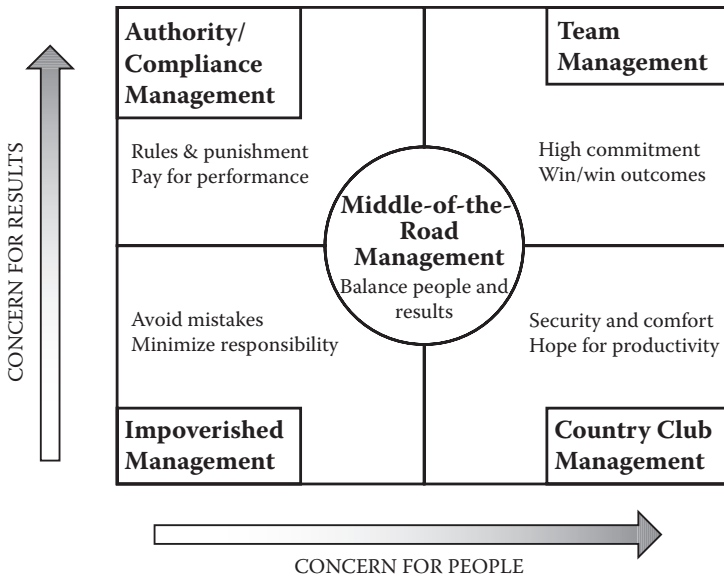 Authority/
Compliance
Management
Rules & punishment
Pay for performance
Team
Management
High commitment
Win/win outcomes
Middle-of-the-
Road
Management
Balance people and
results
Avoid mistakes
Minimize responsibility
Impoverished
Management
Security and comfort
Hope for productivity
Country Club
Management
CONCERN FOR RESULTS
CONCERN FOR PEOPLE